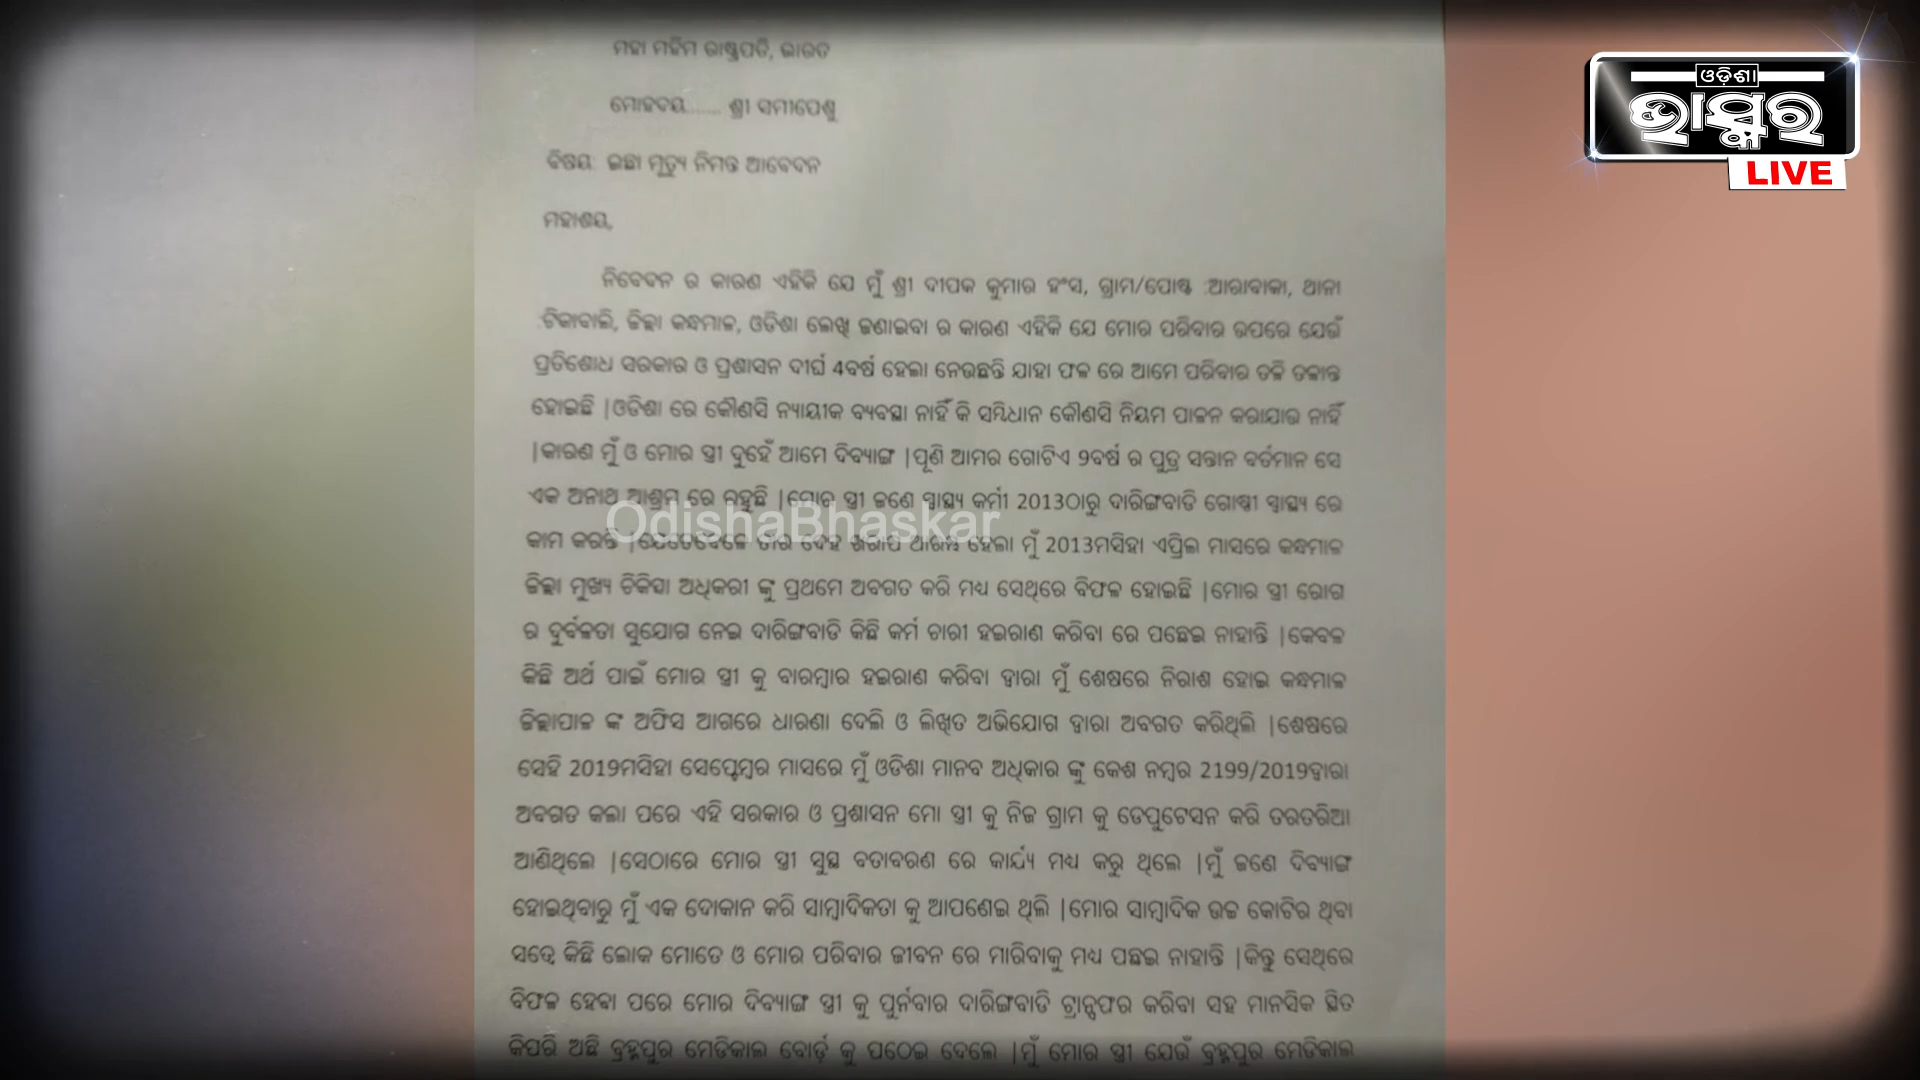 ମହା ମହିମ ରାଷ୍ଟ୍ରପତି, ଭାରତ
ମୋହଦୟ....... ଶ୍ରୀ ସମୀପେଷୁ
ବିଷୟ: ଇଛା ମୃତ୍ୟୁ ନିମନ୍ତ ଆବେଦନ
ମହାଶୟ,
ନିବେଦନ ର କାରଣ ଏହିକି ଯେ ମୁଁ ଶ୍ରୀ ଦୀପକ କୁମାର ହଂସ, ଗ୍ରାମ/ପୋଷ୍ଟ :ଆରାବାକା, ଥାନା
:ଟିକାବାଲି, ଜିଲ୍ଲା କନ୍ଧମାଳ, ଓଡିଶା ଲେଖି ଜଣାଇବା ର କାରଣ ଏହିକି ଯେ ମୋର ପରିବାର ଉପରେ ଯେଉଁ
ପ୍ରତିଶୋଧ ସରକାର ଓ ପ୍ରଶାସନ ଦୀର୍ଘ 4ବର୍ଷ ହେଲା ନେଉଛନ୍ତି ଯାହା ଫଳ ରେ ଆମେ ପରିବାର ତଳି ତଳାନ୍ତ
ହୋଇଛି |ଓଡିଶା ରେ କୌଣସି ନ୍ୟାୟୀକ ବ୍ୟବସ୍ଥା ନାହିଁ କି ସମ୍ବିଧାନ କୌଣସି ନିୟମ ପାଳନ କରାଯାଉ ନାହିଁ
|କାରଣ ମୁଁ ଓ ମୋର ସ୍ତ୍ରୀ ଦୁହେଁ ଆମେ ଦିବ୍ୟାଙ୍ଗ |ପୂଣି ଆମର ଗୋଟିଏ 9ବର୍ଷ ର ପୁତ୍ର ସନ୍ତାନ ବର୍ତମାନ ସେ
ଏକ ଅନାଥ ଆଶ୍ରମ ରେ ରହୁଛି |ମୋର ସ୍ତ୍ରୀ ଜଣେ ସ୍ୱାସ୍ଥ୍ୟ କର୍ମୀ 2013ଠାରୁ ଦାରିଙ୍ଗବାଡି ଗୋଷ୍ଠୀ ସ୍ୱାସ୍ଥ୍ୟ ରେ
କାମ କରନ୍ତି |ଯେତେବେଳେ ତାର ଦେହ ଖରାପ ଆରମ୍ଭ ହେଲା ମୁଁ 2013ମସିହା ଏପ୍ରିଲ ମାସରେ କନ୍ଧମାଳ
ଜିଲ୍ଲା ମୁଖ୍ୟ ଚିକିତ୍ସା ଅଧିକରୀ ଙ୍କୁ ପ୍ରଥମେ ଅବଗତ କରି ମଧ୍ୟ ସେଥିରେ ବିଫଳ ହୋଇଛି |ମୋର ସ୍ତ୍ରୀ ରୋଗ
ର ଦୁର୍ବଳତା ସୁଯୋଗ ନେଇ ଦାରିଙ୍ଗବାଡି କିଛି କର୍ମ ଚାରୀ ହଇରାଣ କରିବା ରେ ପଛେଇ ନାହାନ୍ତି |କେବଳ
କିଛି ଅର୍ଥ ପାଇଁ ମୋର ସ୍ତ୍ରୀ କୁ ବାରମ୍ବାର ହଇରାଣ କରିବା ଦ୍ୱାରା ମୁଁ ଶେଷରେ ନିରାଶ ହୋଇ କନ୍ଧମାଳ
ଜିଲ୍ଲାପାଳ ଙ୍କ ଅଫିସ ଆଗରେ ଧାରଣା ଦେଲି ଓ ଲିଖିତ ଅଭିଯୋଗ ଦ୍ୱାରା ଅବଗତ କରିଥିଲି |ଶେଷରେ
ସେହି 2019ମସିହା ସେପ୍ଟେମ୍ବର ମାସରେ ମୁଁ ଓଡିଶା ମାନବ ଅଧିକାର ଙ୍କୁ କେଶ ନମ୍ବର 2199/2019ଦ୍ୱାରା
ଅବଗତ କଲା ପରେ ଏହି ସରକାର ଓ ପ୍ରଶାସନ ମୋ ସ୍ତ୍ରୀ କୁ ନିଜ ଗ୍ରାମ କୁ ଡେପୁଟେସନ କରି ତରତରିଆ
ଆଣିଥିଲେ |ସେଠାରେ ମୋର ସ୍ତ୍ରୀ ସୁସ୍ଥ ବତାବରଣ ରେ କାର୍ଯ୍ୟ ମଧ୍ୟ କରୁ ଥିଲେ |ମୁଁ ଜଣେ ଦିବ୍ୟାଙ୍ଗ
ହୋଇଥିବାରୁ ମୁଁ ଏକ ଦୋକାନ କରି ସାମ୍ବାଦିକତା କୁ ଆପଣେଇ ଥିଲି |ମୋର ସାମ୍ବାଦିକ ଉଚ୍ଚ କୋଟିର ଥିବା
ସତ୍ୱେ କିଛି ଲୋକ ମୋତେ ଓ ମୋର ପରିବାର ଜୀବନ ରେ ମାରିବାକୁ ମଧ୍ୟ ପଛଇ ନାହାନ୍ତି |କିନ୍ତୁ ସେଥିରେ
ବିଫଳ ହେବା ପରେ ମୋର ଦିବ୍ୟାଙ୍ଗ ସ୍ତ୍ରୀ କୁ ପୁର୍ନବାର ଦାରିଙ୍ଗବାଡି ଟ୍ରାନ୍ସଫର କରିବା ସହ ମାନସିକ ସ୍ଥିତ
କିପରି ଅଛି ବ୍ରହ୍ମପୁର ମେଡିକାଲ ବୋର୍ଡ଼ କୁ ପଠେଇ ଦେଲେ |ମୁଁ ମୋର ସ୍ତ୍ରୀ ଯେଉଁ ବ୍ରହ୍ମପୁର ମେଡିକାଲ
OdishaBhaskar
ଓଡ଼ିଶା
ଭାସ୍କର
LIVE